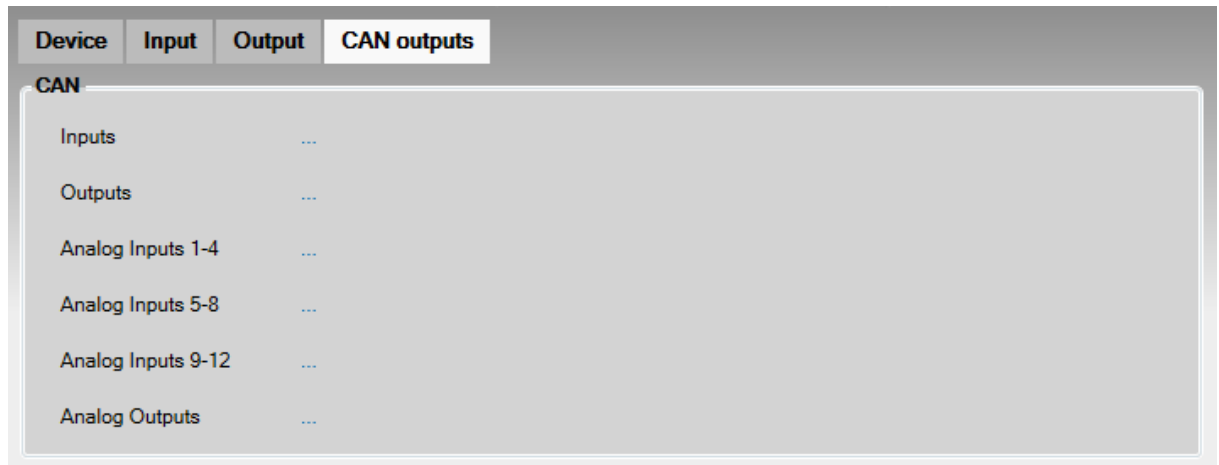 Device Input Output CAN outputs
CAN
Inputs ...
Outputs ...
Analog Inputs 1-4 ...
Analog Inputs 5-8 ...
Analog Inputs 9-12 ...
Analog Outputs ...